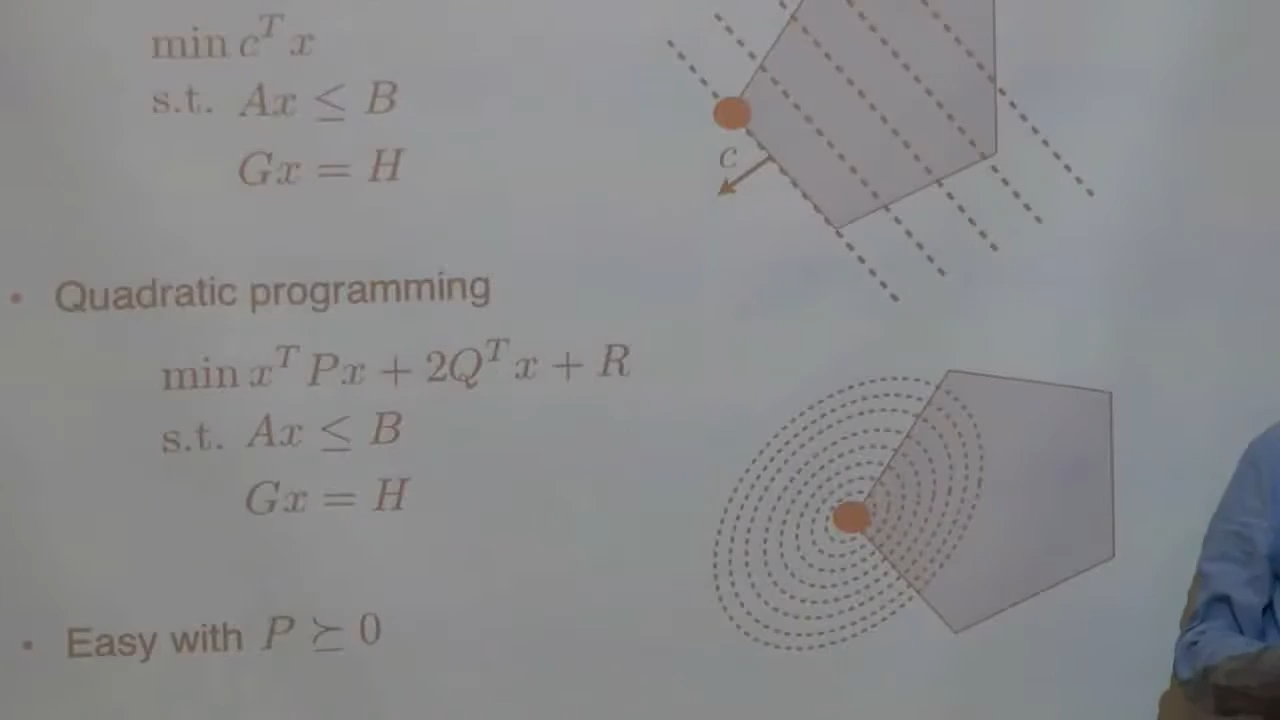 min c^T x
s.t. Ax ≤ B
Gx = H
c
• Quadratic programming
min x^T Px + 2Q^T x + R
s.t. Ax ≤ B
Gx = H
• Easy with P ⪰ 0